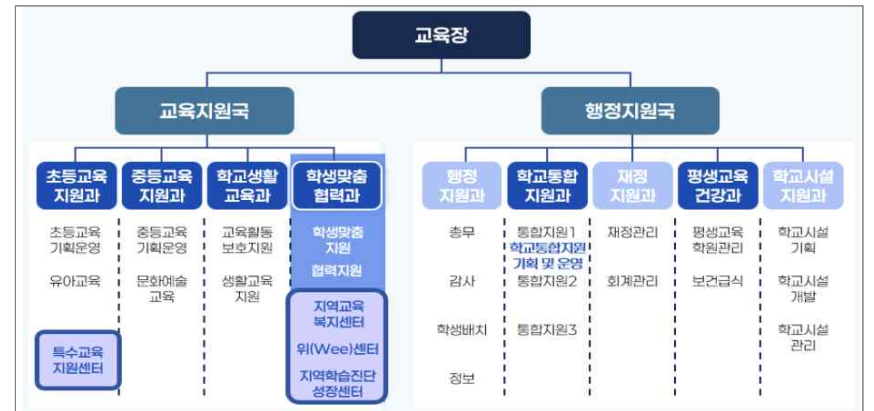 교육장
교육지원국
행정지원국
초등교육
지원과
중등교육
지원과
학교생활
교육과
학생맞춤
협력과
행정
지원과
학교통합
지원과
재정
지원과
평생교육
건강과
학교시설
지원과
초등교육
기획운영
유아교육
특수교육
지원센터
중등교육
기획운영
문화예술
교육
교육활동
보호지원
생활교육
지원
학생맞춤
지원
협력지원
지역교육
복지센터
위(Wee)센터
지역학습진단
성장센터
총무
감사
학생배치
정보
통합지원1
학교통합지원
기획 및 운영
통합지원2
통합지원3
재정관리
회계관리
평생교육
학원관리
보건급식
학교시설
기획
학교시설
개발
학교시설
관리